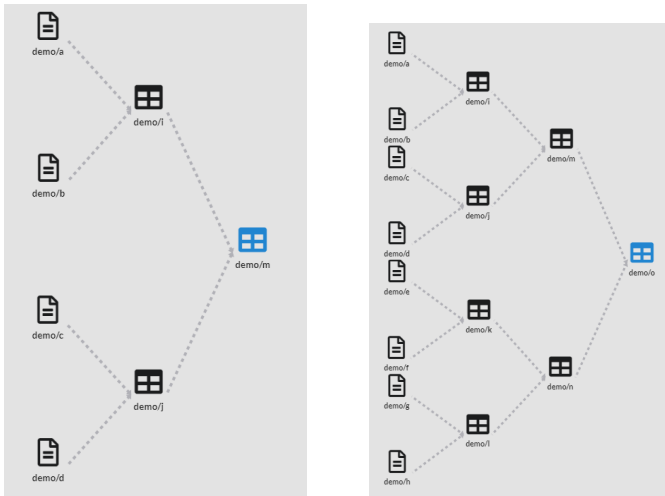 demo/a
demo/i
demo/b
demo/m
demo/c
demo/j
demo/d
demo/a
demo/i
demo/b
demo/m
demo/c
demo/j
demo/d
demo/o
demo/e
demo/k
demo/f
demo/n
demo/g
demo/l
demo/h